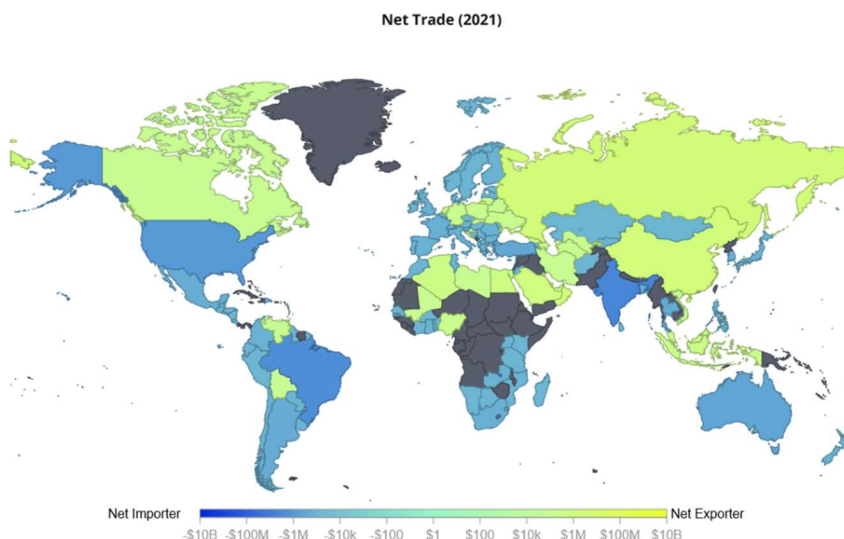 Net Trade (2021)
Net Importer
Net Exporter
-$10B -$100M -$1M -$10k -$100 $1 $100 $10k $1M $100M $10B